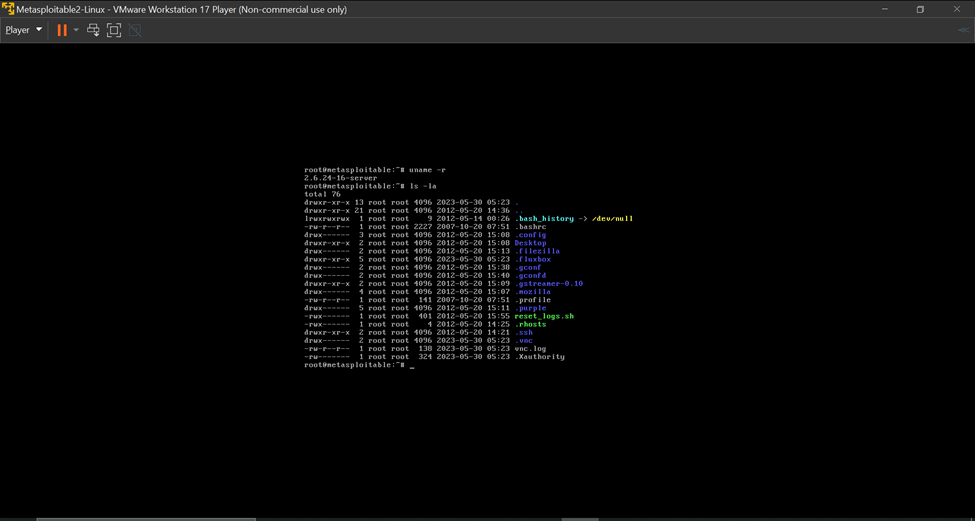 Metasploitable2-Linux - VMware Workstation 17 Player (Non-commercial use only)
Player
root@metasploitable:~# uname -r
2.6.24-16-server
root@metasploitable:~# ls -la
total 76
drwxr-xr-x 13 root root 4096 2023-05-30 05:23 .
drwxr-xr-x 21 root root 4096 2012-05-20 14:36 ..
lrwxrwxrwx  1 root root    9 2012-05-14 00:26 .bash_history -> /dev/null
-rw-r--r--  1 root root 2227 2007-10-20 07:51 .bashrc
drwx------  3 root root 4096 2012-05-20 15:08 .config
drwxr-xr-x  2 root root 4096 2012-05-20 15:08 Desktop
drwx------  2 root root 4096 2012-05-20 15:13 .filezilla
drwxr-xr-x  5 root root 4096 2023-05-30 05:23 .fluxbox
drwx------  2 root root 4096 2012-05-20 15:38 .gconf
drwx------  2 root root 4096 2012-05-20 15:40 .gconfd
drwxr-xr-x  2 root root 4096 2012-05-20 15:09 .gstreamer-0.10
drwx------  4 root root 4096 2012-05-20 15:07 .mozilla
-rw-r--r--  1 root root  141 2007-10-20 07:51 .profile
drwx------  5 root root 4096 2012-05-20 15:11 .purple
-rwx------  1 root root  401 2012-05-20 15:55 reset_logs.sh
-rwx------  1 root root    4 2012-05-20 14:25 .rhosts
drwxr-xr-x  2 root root 4096 2012-05-20 14:21 .ssh
drwx------  2 root root 4096 2023-05-30 05:23 .vnc
-rw-r--r--  1 root root  138 2023-05-30 05:23 vnc.log
-rw-------  1 root root  324 2023-05-30 05:23 .Xauthority
root@metasploitable:~# _